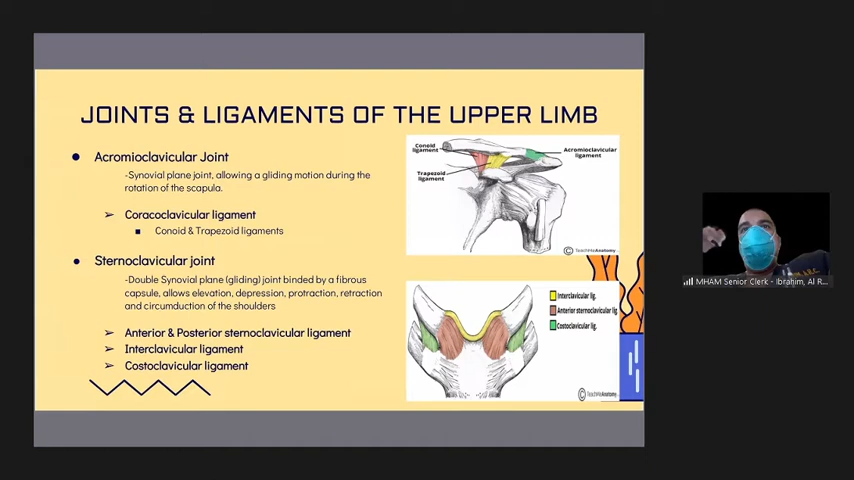 JOINTS & LIGAMENTS OF THE UPPER LIMB
● Acromioclavicular Joint
-Synovial plane joint, allowing a gliding motion during the
rotation of the scapula.
➢ Coracoclavicular ligament
■ Conoid & Trapezoid ligaments
● Sternoclavicular joint
-Double Synovial plane (gliding) joint binded by a fibrous
capsule, allows elevation, depression, protraction, retraction
and circumduction of the shoulders
➢ Anterior & Posterior sternoclavicular ligament
➢ Interclavicular ligament
➢ Costoclavicular ligament
Conoid
ligament
Trapezoid
ligament
Acromioclavicular
ligament
© TeachMeAnatomy
Interclavicular lig.
Anterior sternoclavicular lig.
Costoclavicular lig.
© TeachMeAnatomy
MHAM Senior Clerk - Ibrahim, Al R...